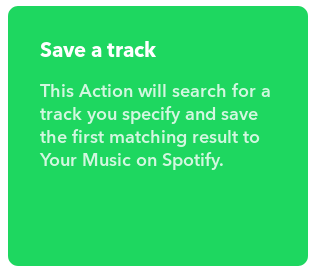 Save a track
This Action will search for a
track you specify and save
the first matching result to
Your Music on Spotify.